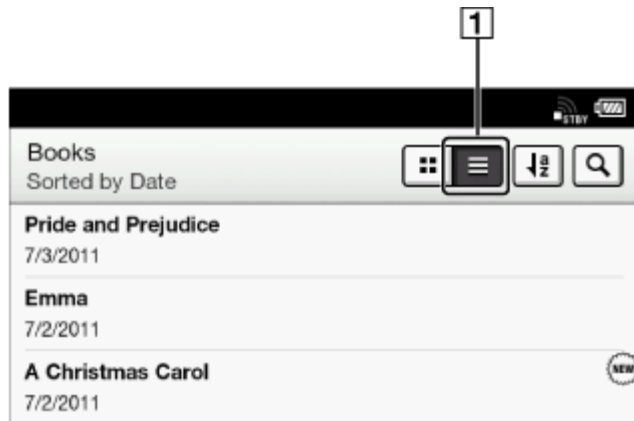 1
STBY
Books
Sorted by Date
a
z
Pride and Prejudice
7/3/2011
Emma
7/2/2011
A Christmas Carol
NEW
7/2/2011